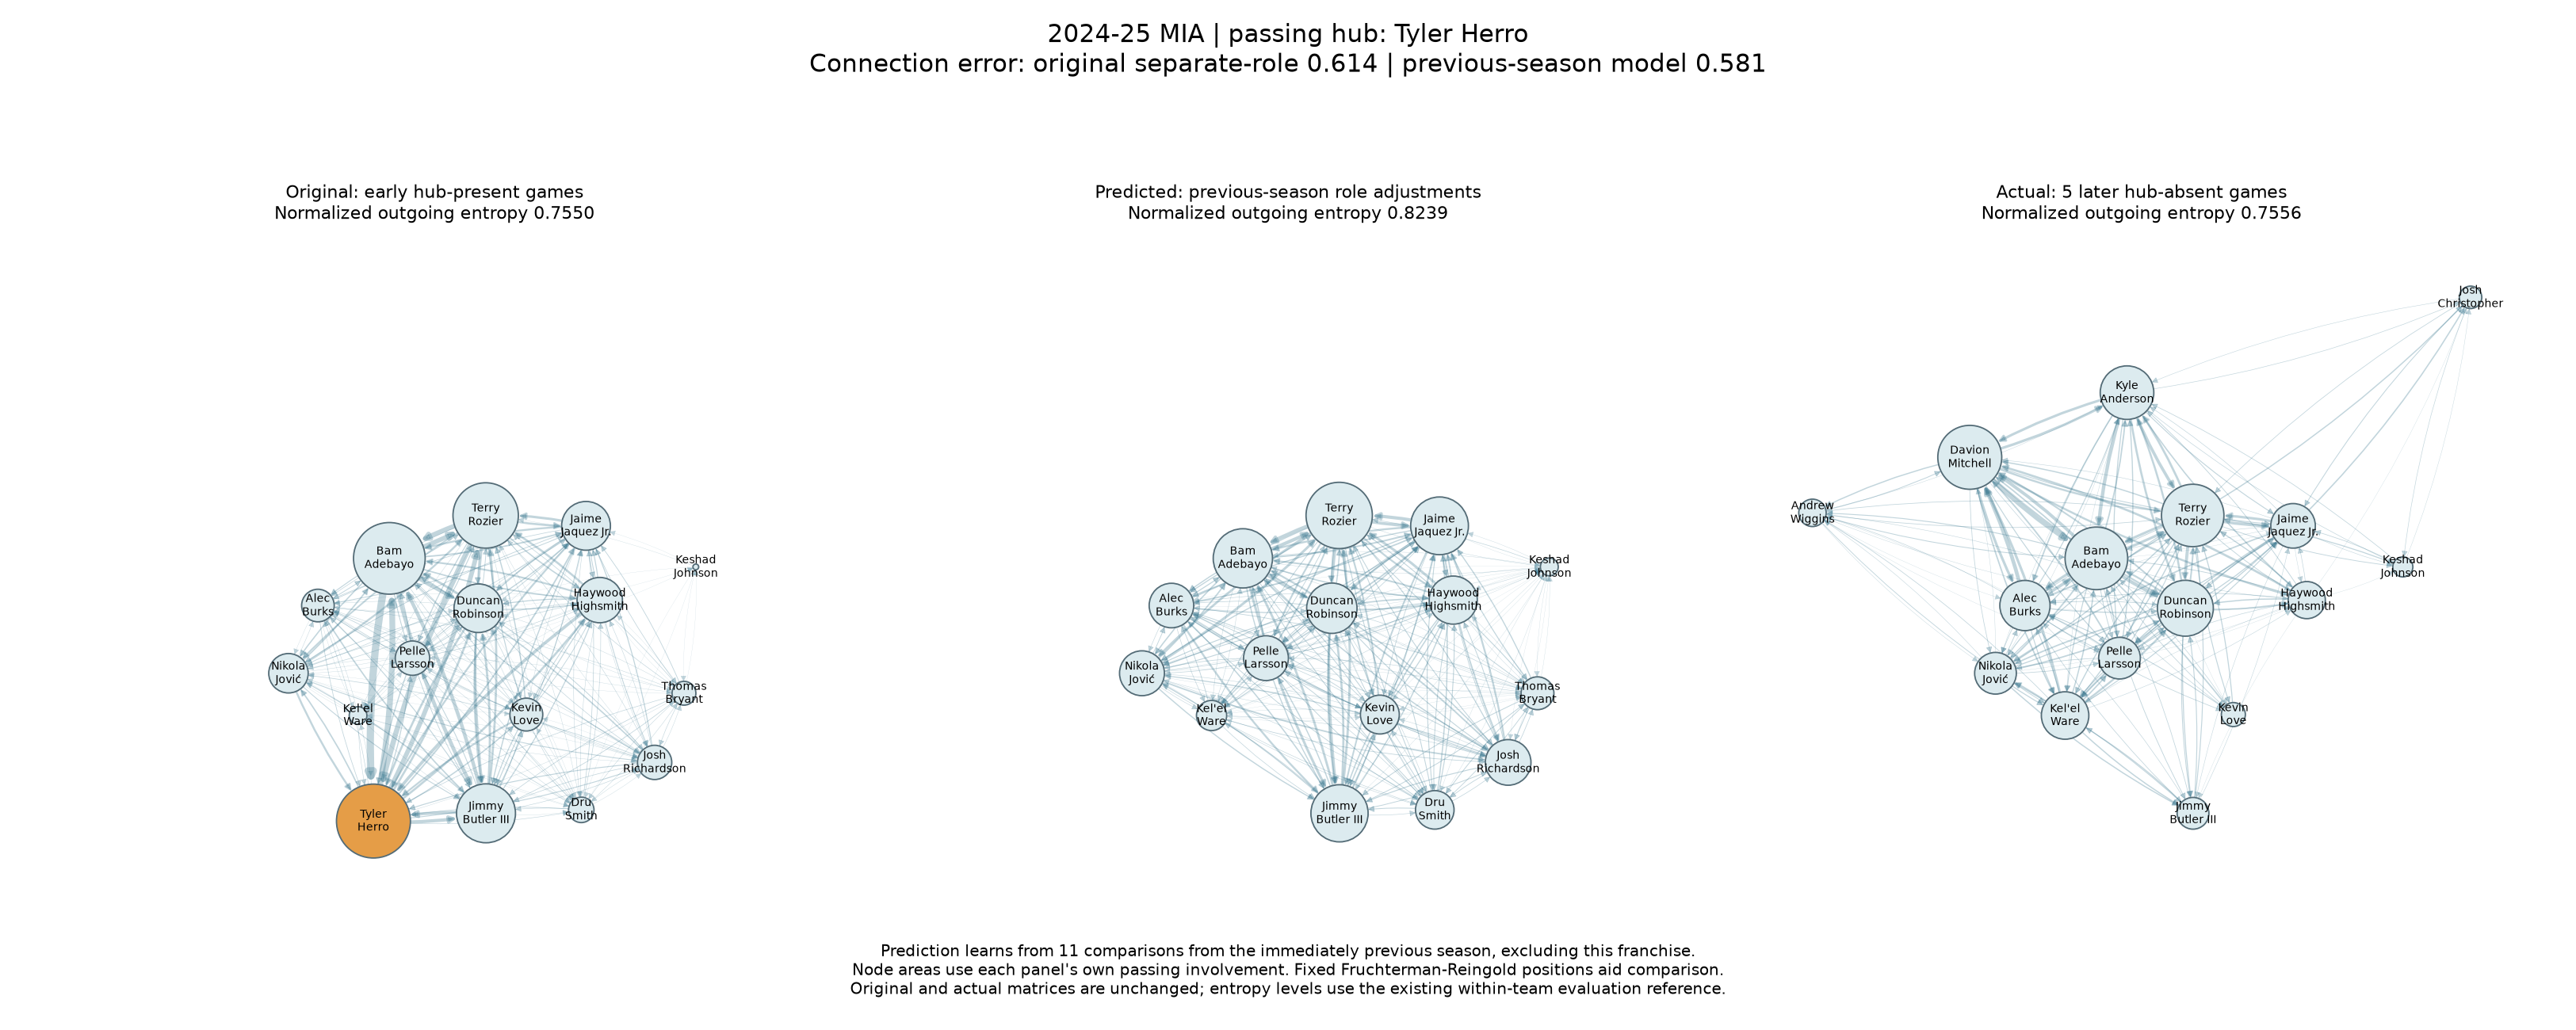 2024-25 MIA | passing hub: Tyler Herro
Connection error: original separate-role 0.614 | previous-season model 0.581
Original: early hub-present games
Normalized outgoing entropy 0.7550
Terry
Rozier
Jaime
Jaquez Jr.
Bam
Adebayo
Keshad
Johnson
Alec
Burks
Duncan
Robinson
Haywood
Highsmith
Pelle
Larsson
Nikola
Jović
Thomas
Bryant
Kel'el
Ware
Kevin
Love
Josh
Richardson
Tyler
Herro
Jimmy
Butler III
Dru
Smith
Predicted: previous-season role adjustments
Normalized outgoing entropy 0.8239
Terry
Rozier
Jaime
Jaquez Jr.
Bam
Adebayo
Keshad
Johnson
Alec
Burks
Duncan
Robinson
Haywood
Highsmith
Pelle
Larsson
Nikola
Jović
Thomas
Bryant
Kel'el
Ware
Kevin
Love
Josh
Richardson
Jimmy
Butler III
Dru
Smith
Actual: 5 later hub-absent games
Normalized outgoing entropy 0.7556
Josh
Christopher
Kyle
Anderson
Davion
Mitchell
Andrew
Wiggins
Terry
Rozier
Jaime
Jaquez Jr.
Bam
Adebayo
Keshad
Johnson
Alec
Burks
Duncan
Robinson
Haywood
Highsmith
Pelle
Larsson
Nikola
Jović
Kel'el
Ware
Kevin
Love
Jimmy
Butler III
Prediction learns from 11 comparisons from the immediately previous season, excluding this franchise.
Node areas use each panel's own passing involvement. Fixed Fruchterman-Reingold positions aid comparison.
Original and actual matrices are unchanged; entropy levels use the existing within-team evaluation reference.